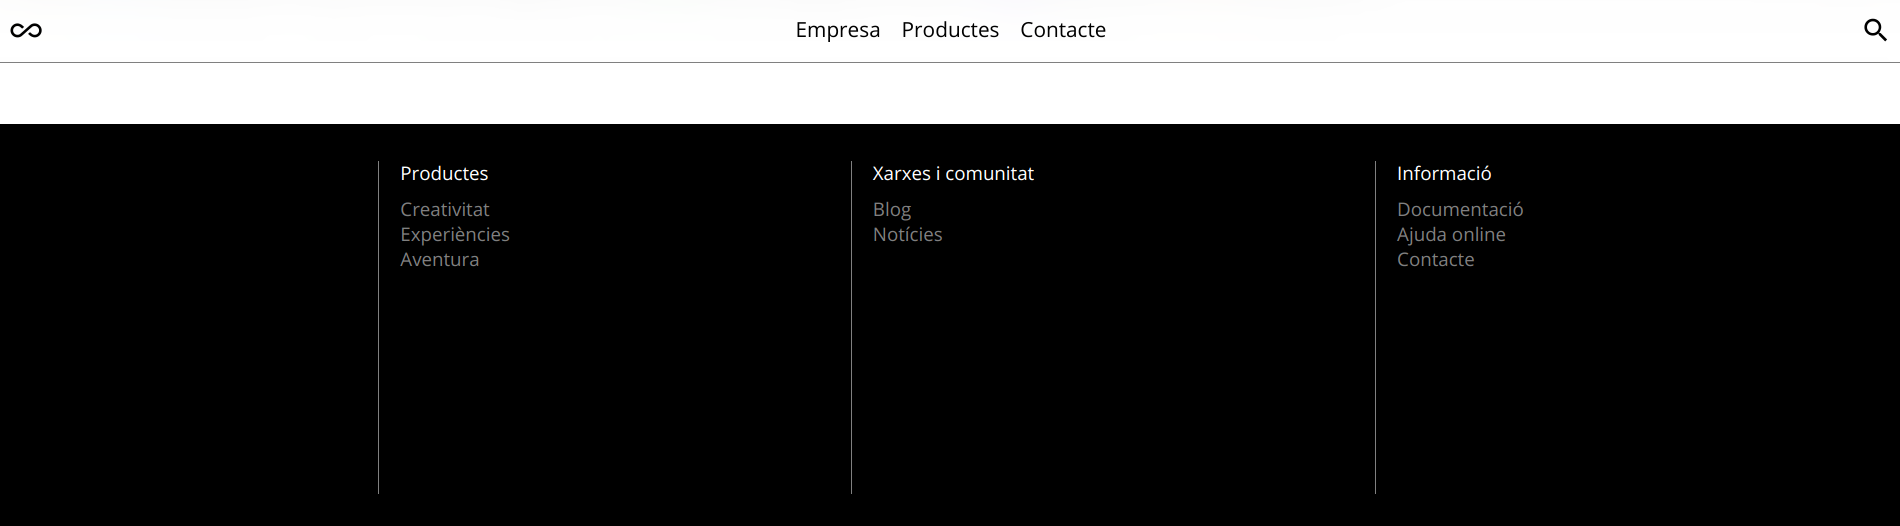 Empresa Productes Contacte
Productes
Creativitat
Experiències
Aventura
Xarxes i comunitat
Blog
Notícies
Informació
Documentació
Ajuda online
Contacte